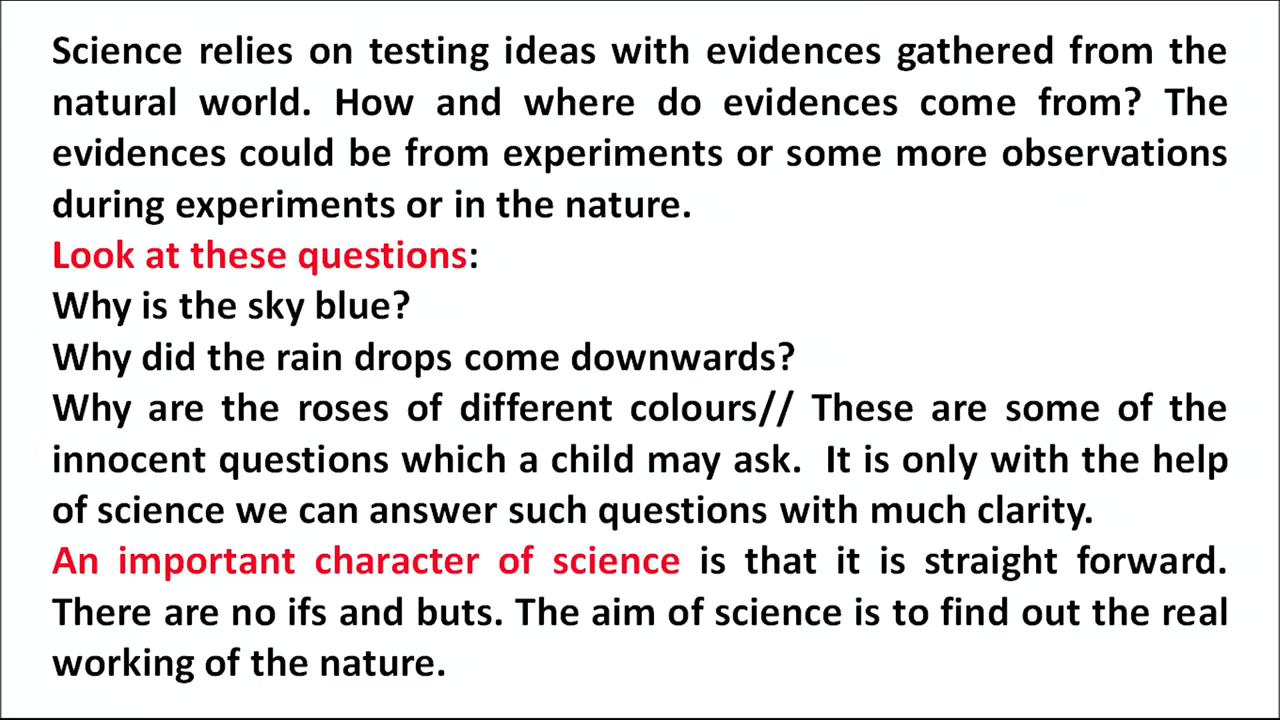 Science relies on testing ideas with evidences gathered from the
natural world. How and where do evidences come from? The
evidences could be from experiments or some more observations
during experiments or in the nature.
Look at these questions:
Why is the sky blue?
Why did the rain drops come downwards?
Why are the roses of different colours// These are some of the
innocent questions which a child may ask.  It is only with the help
of science we can answer such questions with much clarity.
An important character of science is that it is straight forward.
There are no ifs and buts. The aim of science is to find out the real
working of the nature.